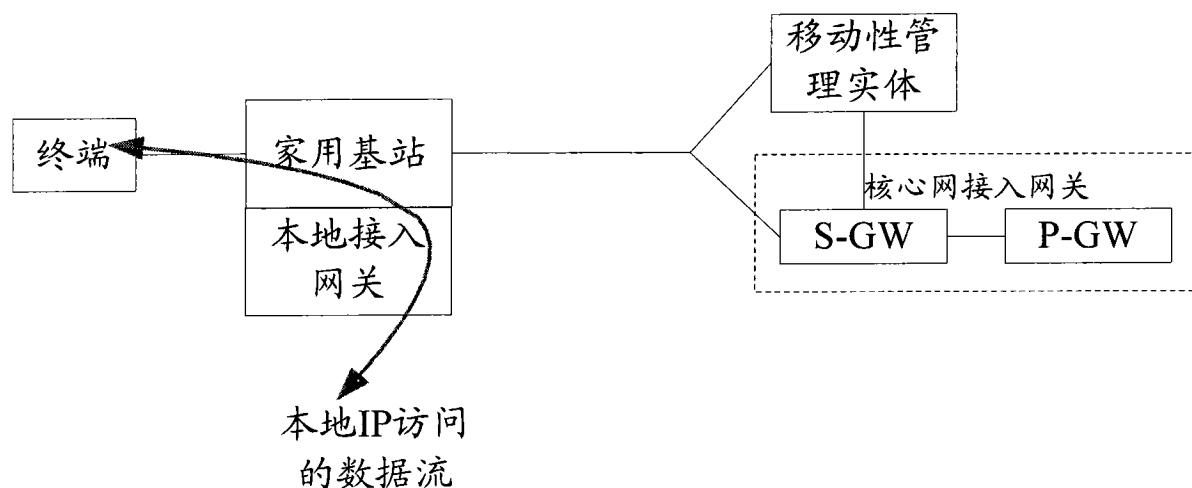 移动性管
理实体
终端
家用基站
核心网接入网关
本地接入
网关
S-GW
P-GW
本地IP访问
的数据流